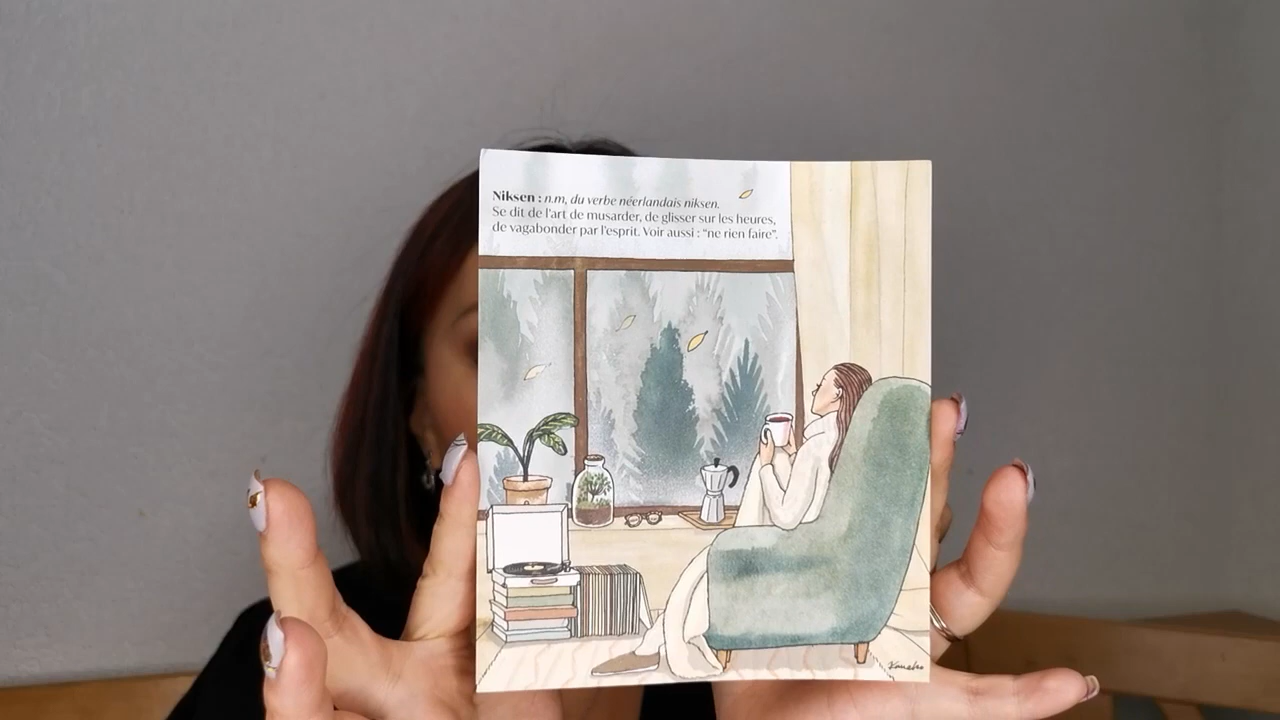 Niksen : n.m, du verbe néerlandais niksen.
Se dit de l'art de musarder, de glisser sur les heures,
de vagabonder par l'esprit. Voir aussi : “ne rien faire”.